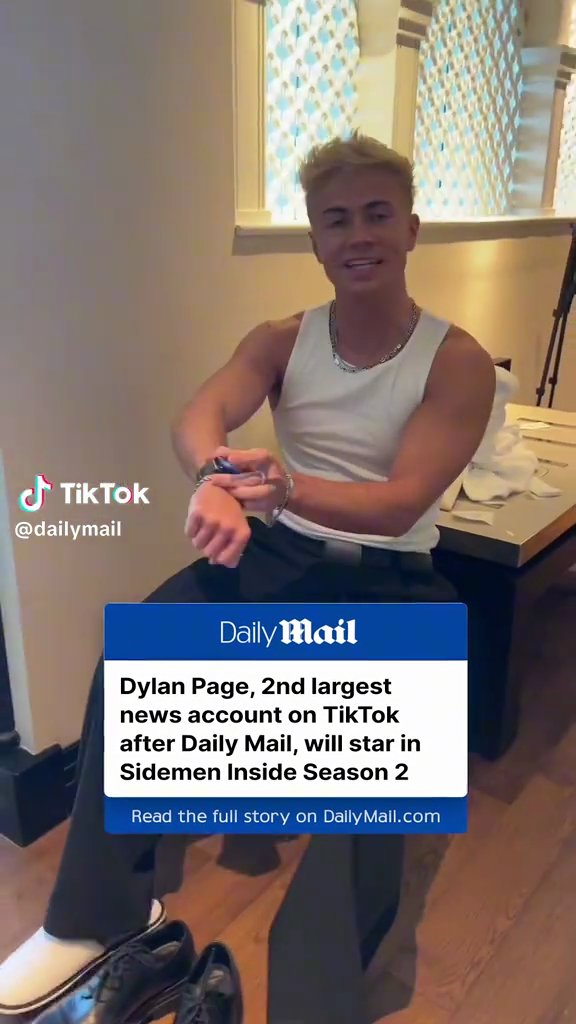 TikTok
@dailymail
Daily Mail
Dylan Page, 2nd largest
news account on TikTok
after Daily Mail, will star in
Sidemen Inside Season 2
Read the full story on DailyMail.com